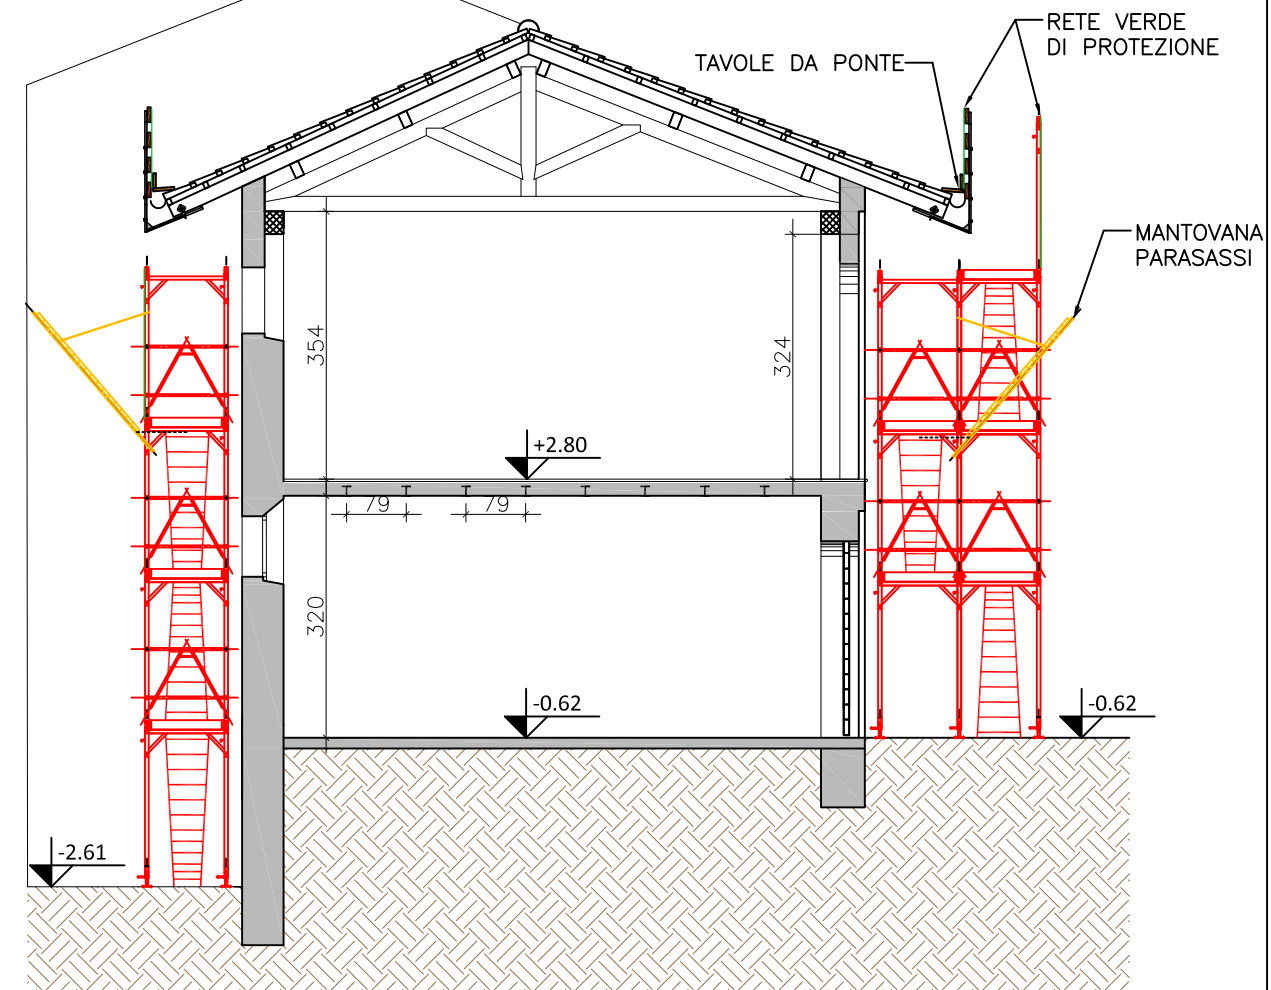 RETE VERDE
DI PROTEZIONE
TAVOLE DA PONTE
MANTOVANA
PARASASSI
354
324
+2.80
79
79
320
-0.62
-0.62
-2.61